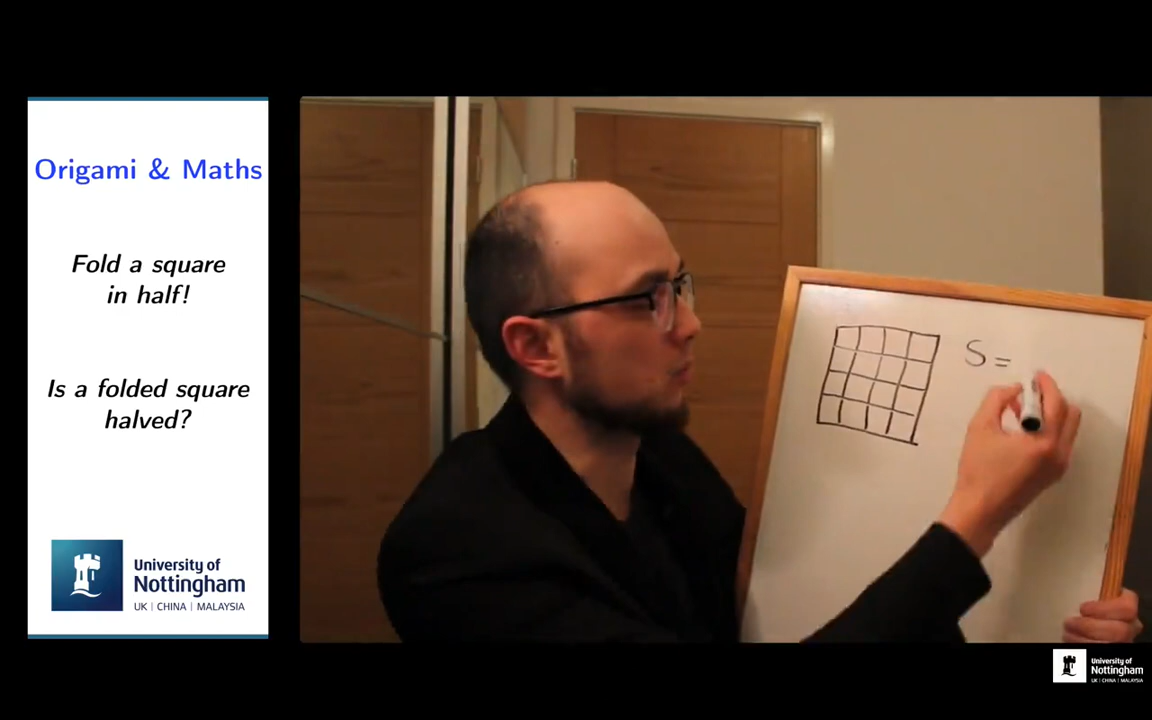 Origami & Maths
Fold a square
in half!
Is a folded square
halved?
University of
Nottingham
UK | CHINA | MALAYSIA
S =
University of
Nottingham
UK | CHINA | MALAYSIA